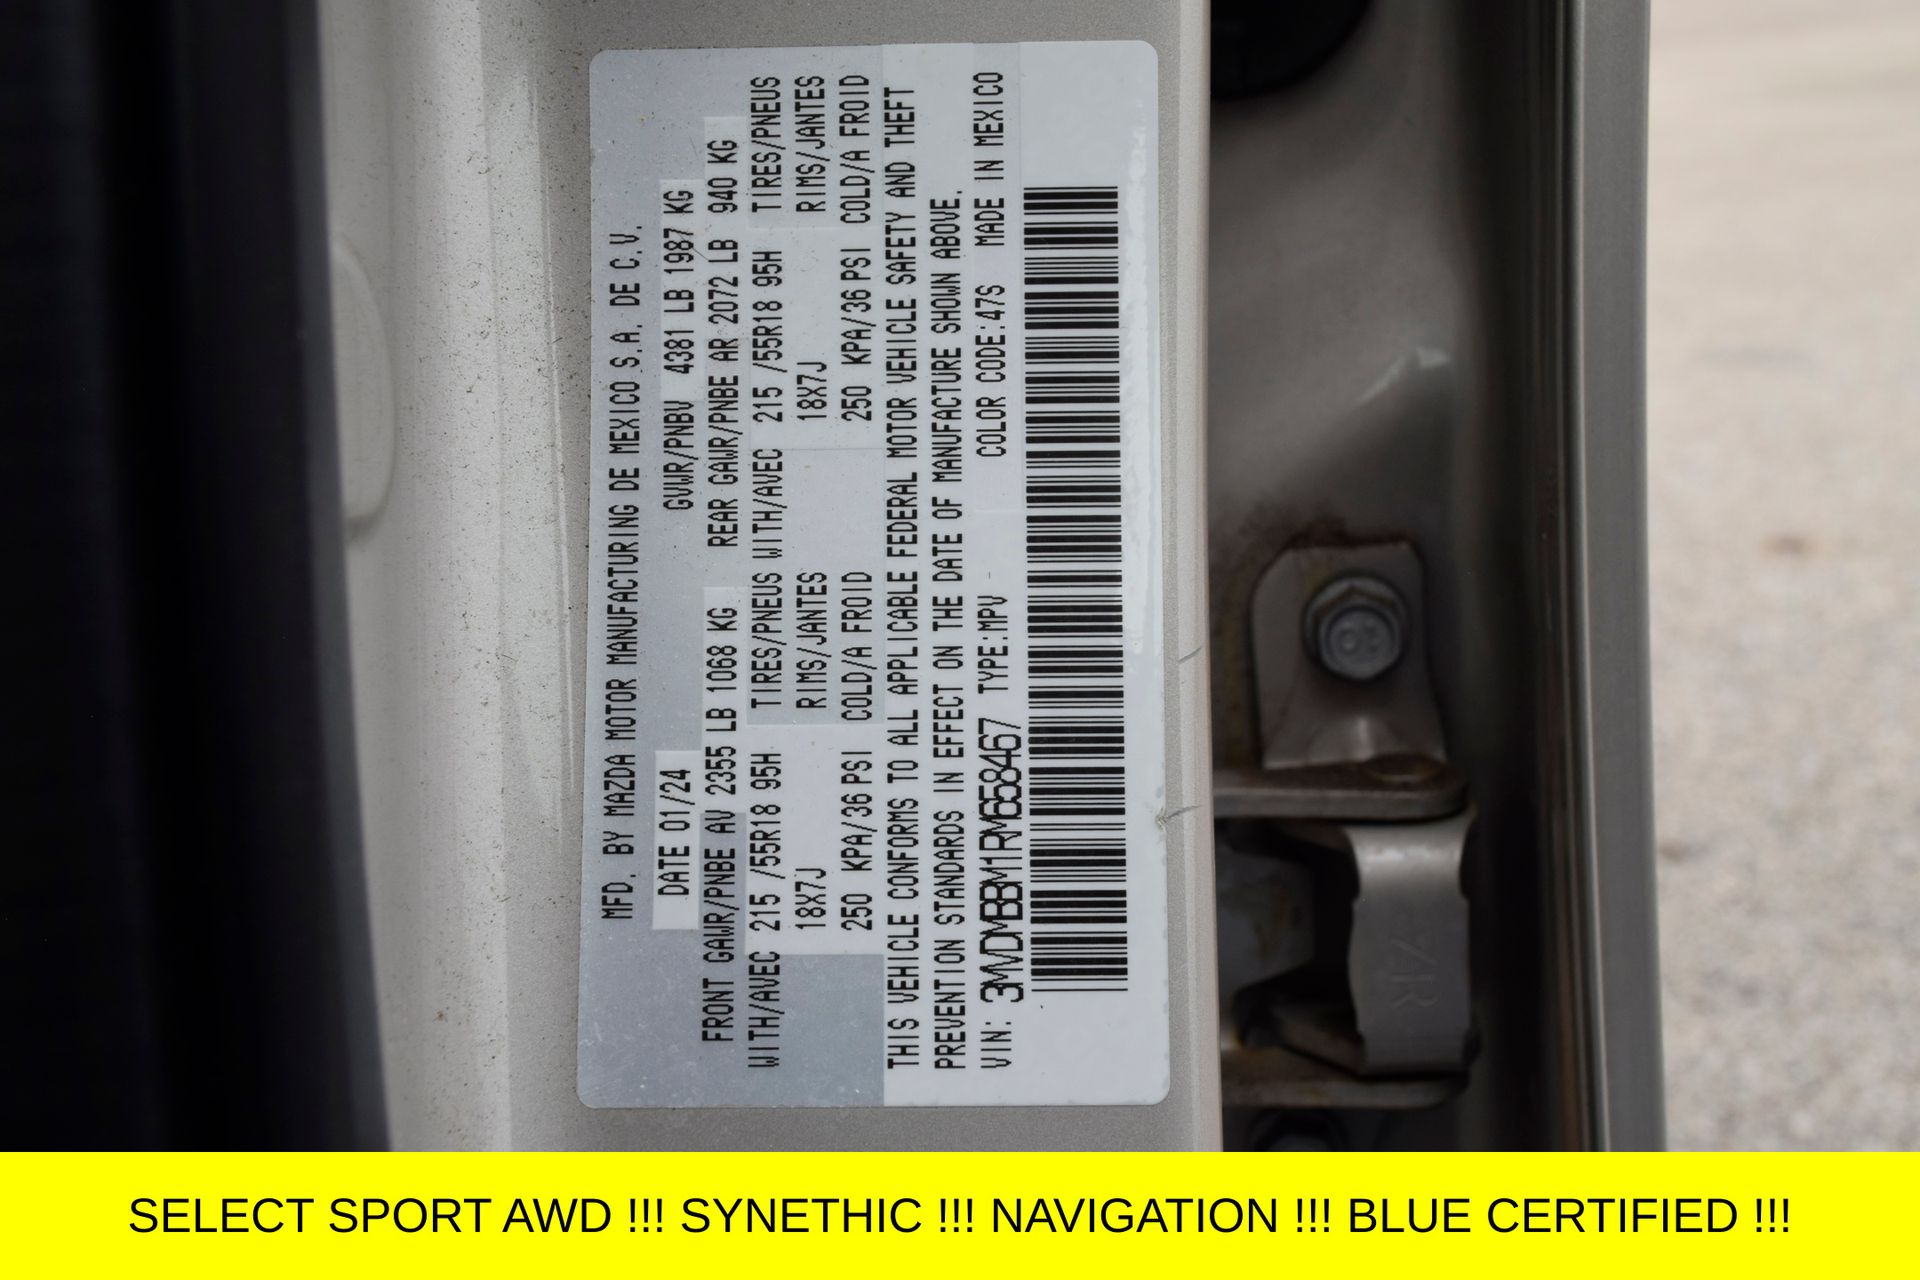 MFD. BY MAZDA MOTOR MANUFACTURING DE MEXICO S.A. DE C.V.
DATE 01/24 GVWR/PNBV 4381 LB 1987 KG
FRONT GAWR/PNBE AV 2355 LB 1068 KG REAR GAWR/PNBE AR 2072 LB 940 KG
WITH/AVEC 215 /55R18 95H TIRES/PNEUS WITH/AVEC 215 /55R18 95H TIRES/PNEUS
18X7J RIMS/JANTES 18X7J RIMS/JANTES
250 KPA/36 PSI COLD/A FROID 250 KPA/36 PSI COLD/A FROID
THIS VEHICLE CONFORMS TO ALL APPLICABLE FEDERAL MOTOR VEHICLE SAFETY AND THEFT
PREVENTION STANDARDS IN EFFECT ON THE DATE OF MANUFACTURE SHOWN ABOVE.
VIN: 3MVDMBBM1RM658467 TYPE:MPV COLOR CODE:47S MADE IN MEXICO
7R
SELECT SPORT AWD !!! SYNETHIC !!! NAVIGATION !!! BLUE CERTIFIED !!!